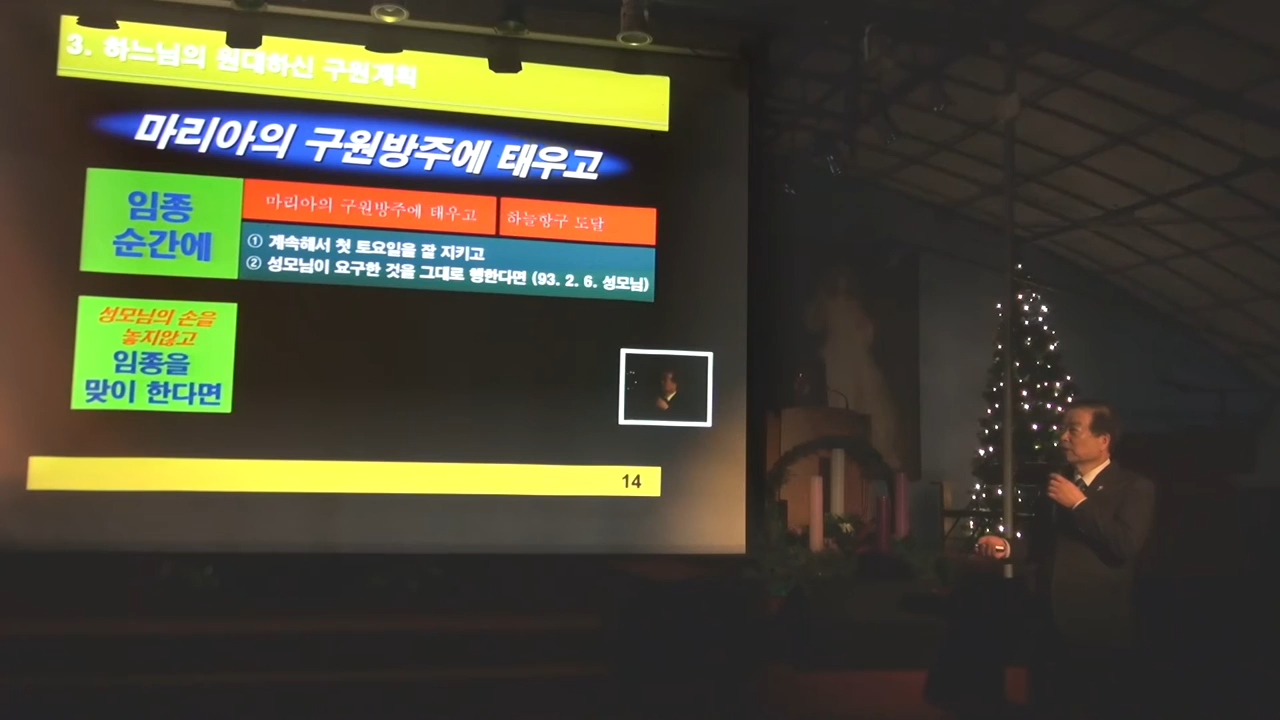 3. 하느님의 원대하신 구원계획
마리아의 구원방주에 태우고
임종
순간에
마리아의 구원방주에 태우고
하늘항구 도달
① 계속해서 첫 토요일을 잘 지키고
② 성모님이 요구한 것을 그대로 행한다면 (93. 2. 6. 성모님)
성모님의 손을
놓지않고
임종을
맞이 한다면
14